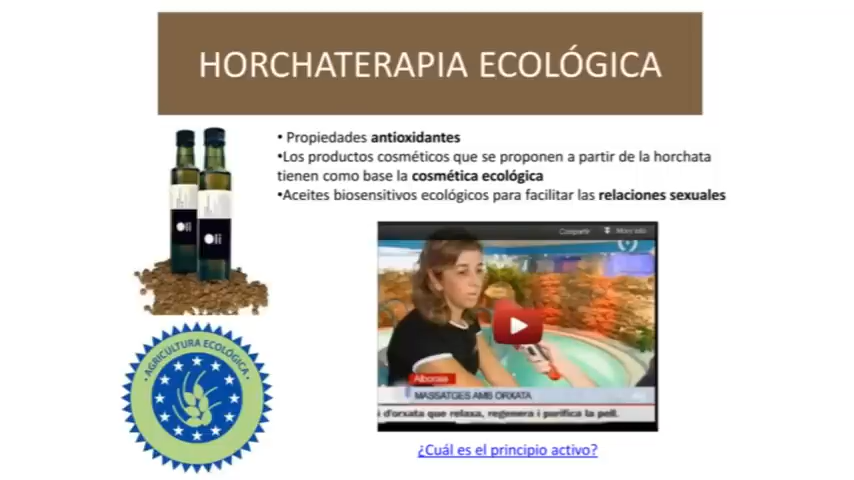 HORCHATERAPIA ECOLÓGICA
• Propiedades antioxidantes
•Los productos cosméticos que se proponen a partir de la horchata
tienen como base la cosmética ecológica
•Aceites biosensitivos ecológicos para facilitar las relaciones sexuales
Oli
Oli
Compartir
Alboraia
MASSATGES AMB ORXATA
d'orxata que relaxa, regenera i purifica la pell.
• AGRICULTURA ECOLÓGICA •
¿Cuál es el principio activo?